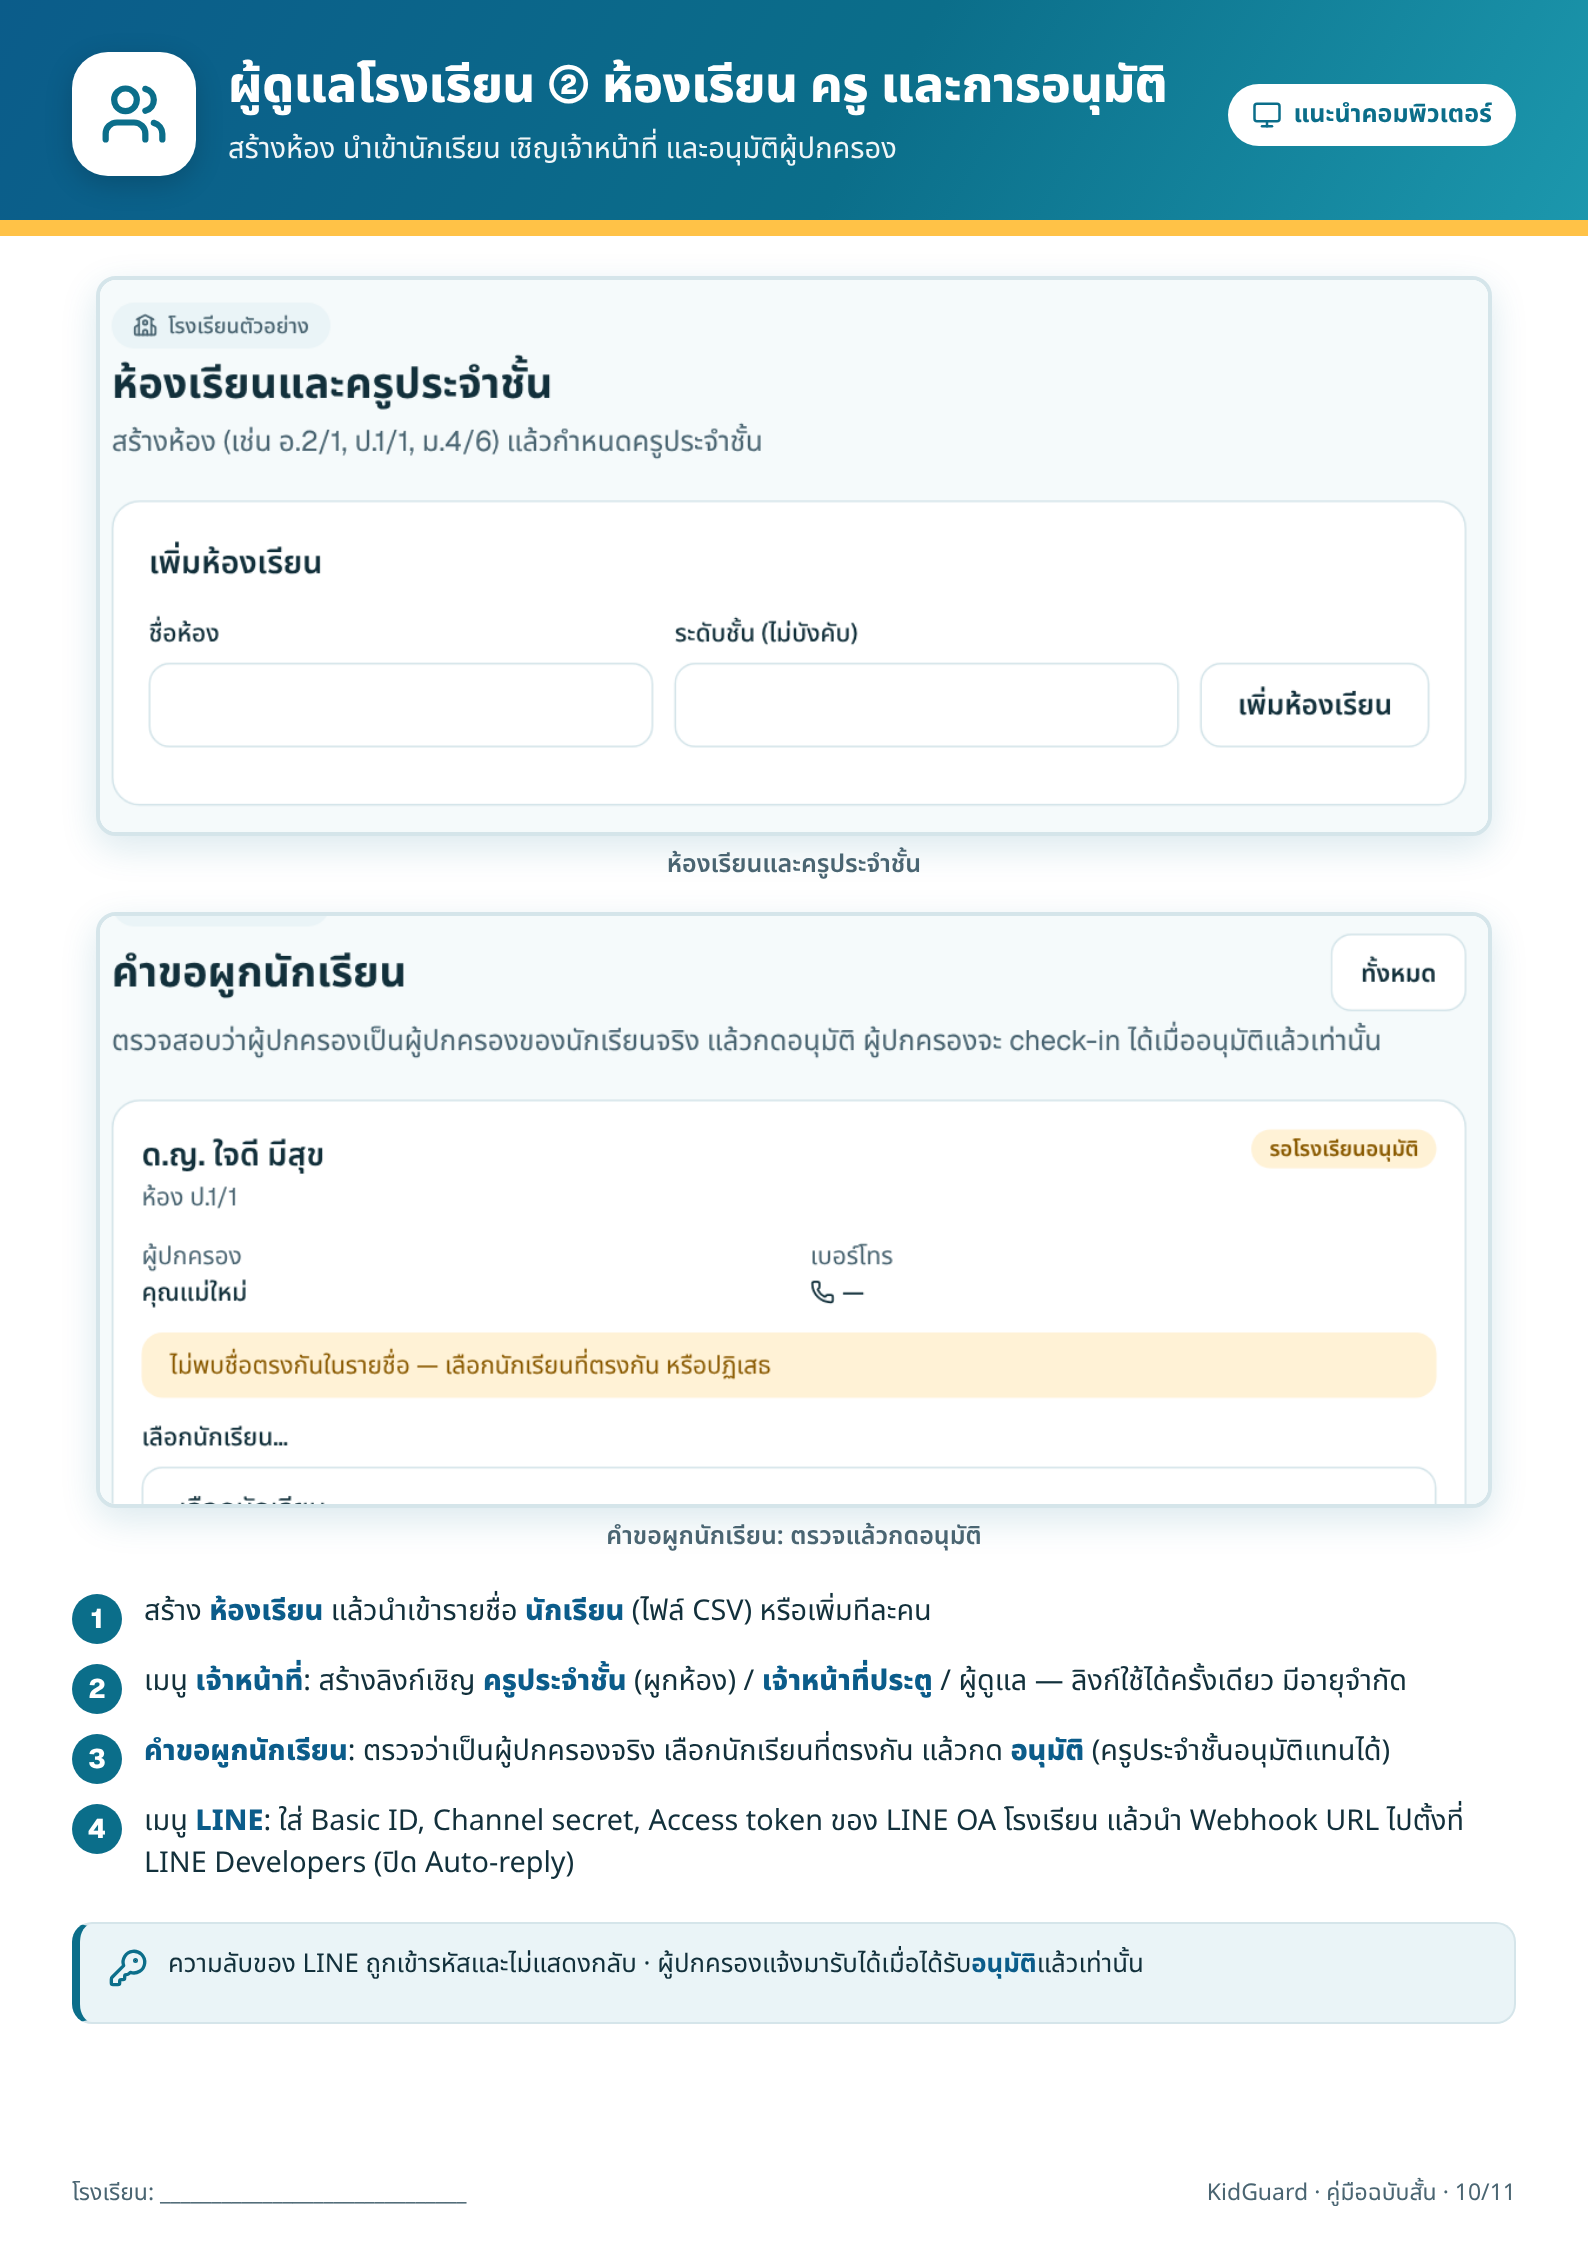 ผู้ดูแลโรงเรียน ② ห้องเรียน ครู และการอนุมัติ
สร้างห้อง นำเข้านักเรียน เชิญเจ้าหน้าที่ และอนุมัติผู้ปกครอง
แนะนำคอมพิวเตอร์
โรงเรียนตัวอย่าง
ห้องเรียนและครูประจำชั้น
สร้างห้อง (เช่น อ.2/1, ป.1/1, ม.4/6) แล้วกำหนดครูประจำชั้น
เพิ่มห้องเรียน
ชื่อห้อง
ระดับชั้น (ไม่บังคับ)
เพิ่มห้องเรียน
ห้องเรียนและครูประจำชั้น
คำขอผูกนักเรียน
ทั้งหมด
ตรวจสอบว่าผู้ปกครองเป็นผู้ปกครองของนักเรียนจริง แล้วกดอนุมัติ ผู้ปกครองจะ check-in ได้เมื่ออนุมัติแล้วเท่านั้น
ด.ญ. ใจดี มีสุข
รอโรงเรียนอนุมัติ
ห้อง ป.1/1
ผู้ปกครอง
เบอร์โทร
คุณแม่ใหม่
—
ไม่พบชื่อตรงกันในรายชื่อ — เลือกนักเรียนที่ตรงกัน หรือปฏิเสธ
เลือกนักเรียน...
คำขอผูกนักเรียน: ตรวจแล้วกดอนุมัติ
1 สร้าง ห้องเรียน แล้วนำเข้ารายชื่อ นักเรียน (ไฟล์ CSV) หรือเพิ่มทีละคน
2 เมนู เจ้าหน้าที่: สร้างลิงก์เชิญ ครูประจำชั้น (ผูกห้อง) / เจ้าหน้าที่ประตู / ผู้ดูแล — ลิงก์ใช้ได้ครั้งเดียว มีอายุจำกัด
3 คำขอผูกนักเรียน: ตรวจว่าเป็นผู้ปกครองจริง เลือกนักเรียนที่ตรงกัน แล้วกด อนุมัติ (ครูประจำชั้นอนุมัติแทนได้)
4 เมนู LINE: ใส่ Basic ID, Channel secret, Access token ของ LINE OA โรงเรียน แล้วนำ Webhook URL ไปตั้งที่
LINE Developers (ปิด Auto-reply)
ความลับของ LINE ถูกเข้ารหัสและไม่แสดงกลับ · ผู้ปกครองแจ้งมารับได้เมื่อได้รับอนุมัติแล้วเท่านั้น
โรงเรียน: ________________________
KidGuard · คู่มือฉบับสั้น · 10/11